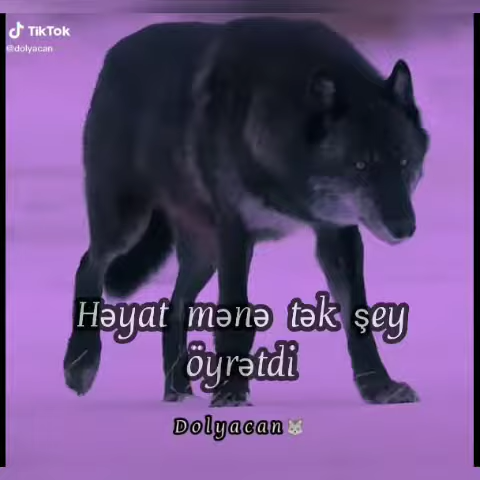 TikTok
@dolyacan
Həyat mənə tək şey
öyrətdi
Dolyacan🐺